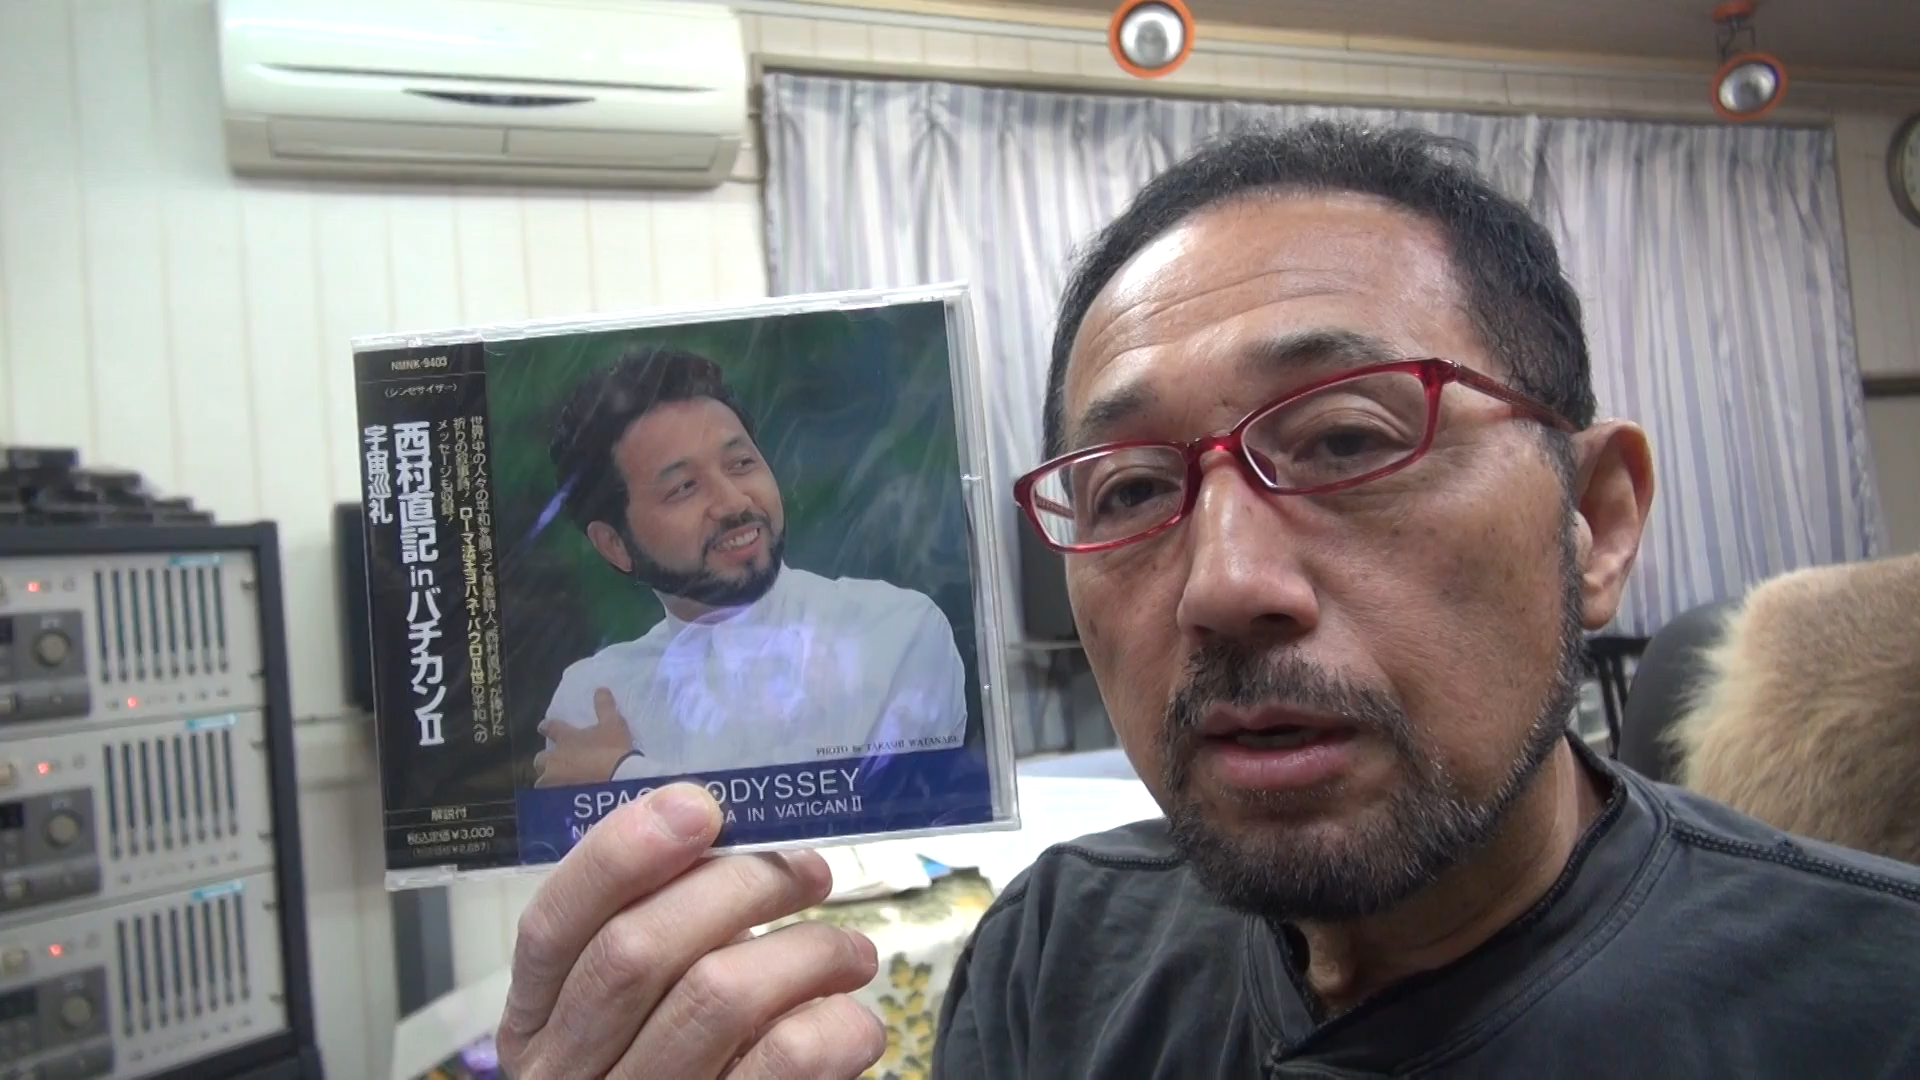 NMNK-9403
(シンセサイザー)
世界中の人々の平和を願って音楽詩人、西村直記が捧げた
祈りの叙事詩! ローマ法王ヨハネ・パウロⅡ世の平和への
メッセージも収録!
西村直記 in バチカンⅡ
宇宙巡礼
解説付
税込定価¥3,000
PHOTO by TAKASHI WATANABE
ODYSSEY
IN VATICAN Ⅱ